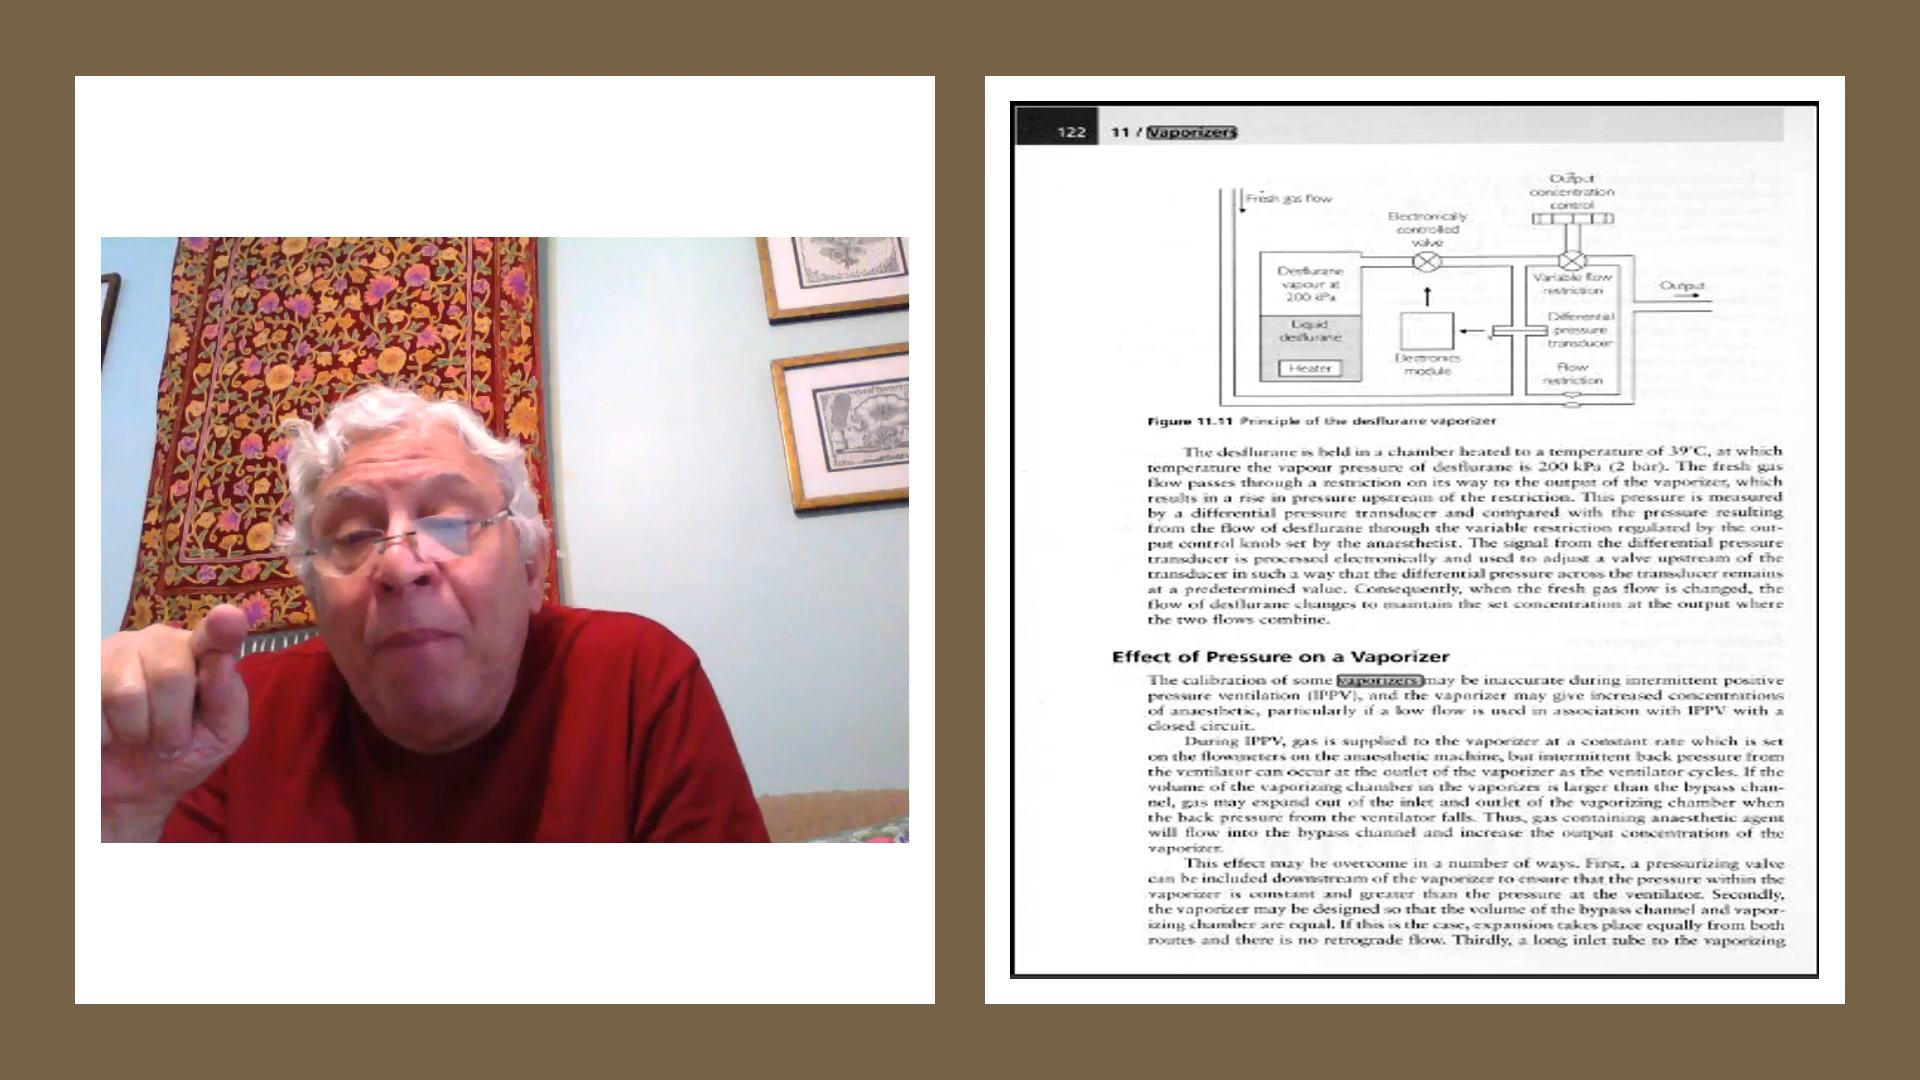 122
11 / Vaporizers
Output
concentration
control
Fresh gas flow
Electronically
controlled
valve
Desflurane
vapour at
200 kPa
Variable flow
restriction
Output
Liquid
desflurane
Differential
pressure
transducer
Heater
Electronics
module
Flow
restriction
Figure 11.11 Principle of the desflurane vaporizer
The desflurane is held in a chamber heated to a temperature of 39°C, at which
temperature the vapour pressure of desflurane is 200 kPa (2 bar). The fresh gas
flow passes through a restriction on its way to the output of the vaporizer, which
results in a rise in pressure upstream of the restriction. This pressure is measured
by a differential pressure transducer and compared with the pressure resulting
from the flow of desflurane through the variable restriction regulated by the out-
put control knob set by the anaesthetist. The signal from the differential pressure
transducer is processed electronically and used to adjust a valve upstream of the
transducer in such a way that the differential pressure across the transducer remains
at a predetermined value. Consequently, when the fresh gas flow is changed, the
flow of desflurane changes to maintain the set concentration at the output where
the two flows combine.
Effect of Pressure on a Vaporizer
The calibration of some vaporizers may be inaccurate during intermittent positive
pressure ventilation (IPPV), and the vaporizer may give increased concentrations
of anaesthetic, particularly if a low flow is used in association with IPPV with a
closed circuit.
During IPPV, gas is supplied to the vaporizer at a constant rate which is set
on the flowmeters on the anaesthetic machine, but intermittent back pressure from
the ventilator can occur at the outlet of the vaporizer as the ventilator cycles. If the
volume of the vaporizing chamber in the vaporizer is larger than the bypass chan-
nel, gas may expand out of the inlet and outlet of the vaporizing chamber when
the back pressure from the ventilator falls. Thus, gas containing anaesthetic agent
will flow into the bypass channel and increase the output concentration of the
vaporizer.
This effect may be overcome in a number of ways. First, a pressurizing valve
can be included downstream of the vaporizer to ensure that the pressure within the
vaporizer is constant and greater than the pressure at the ventilator. Secondly,
the vaporizer may be designed so that the volume of the bypass channel and vapor-
izing chamber are equal. If this is the case, expansion takes place equally from both
routes and there is no retrograde flow. Thirdly, a long inlet tube to the vaporizing